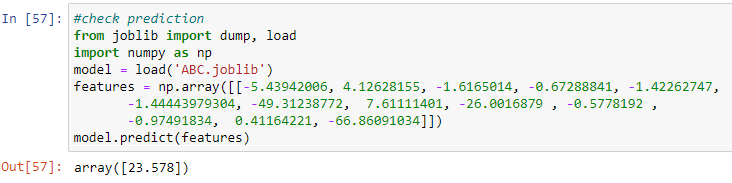 In [57]: #check prediction
from joblib import dump, load
import numpy as np
model = load('ABC.joblib')
features = np.array([[-5.43942006, 4.12628155, -1.6165014, -0.67288841, -1.42262747,
-1.44443979304, -49.31238772, 7.61111401, -26.0016879 , -0.5778192 ,
-0.97491834, 0.41164221, -66.86091034]])
model.predict(features)
Out[57]: array([23.578])